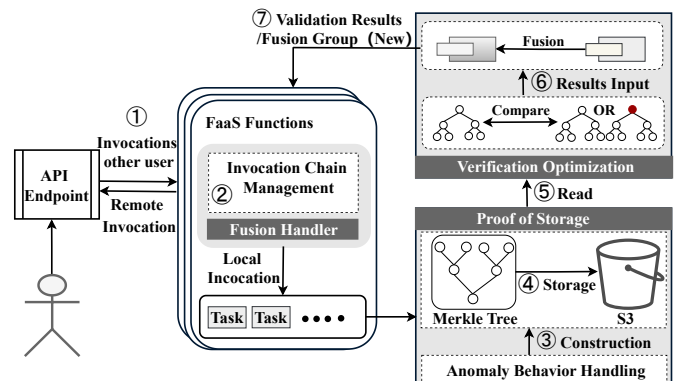 ⑦ Validation Results
/Fusion Group (New)
Fusion
⑥ Results Input
Compare
OR
Verification Optimization
⑤ Read
Proof of Storage
④ Storage
Merkle Tree
S3
③ Construction
Anomaly Behavior Handling
①
Invocations
other user
API
Endpoint
Remote
Invocation
FaaS Functions
Invocation Chain
② Management
Fusion Handler
Local
Incocation
Task Task